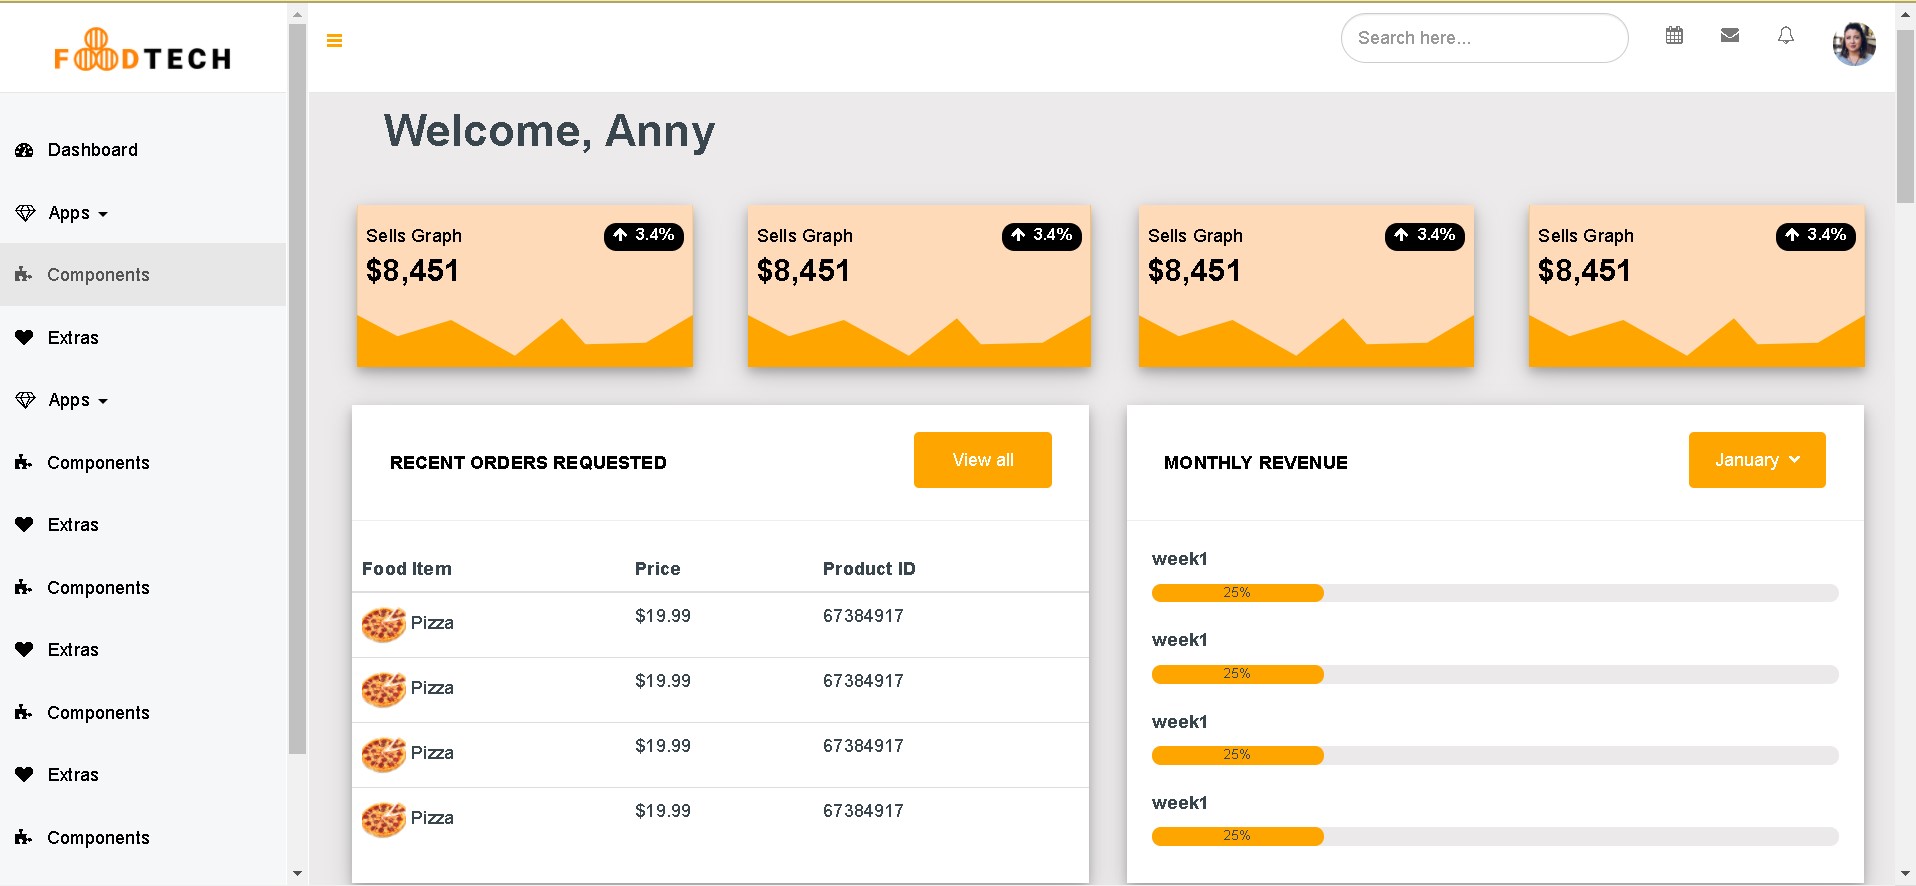 FOODTECH
Search here...
Dashboard
Apps
Components
Extras
Apps
Components
Extras
Components
Extras
Components
Extras
Components
Welcome, Anny
Sells Graph 3.4%
$8,451
Sells Graph 3.4%
$8,451
Sells Graph 3.4%
$8,451
Sells Graph 3.4%
$8,451
RECENT ORDERS REQUESTED View all
Food Item Price Product ID
Pizza $19.99 67384917
Pizza $19.99 67384917
Pizza $19.99 67384917
Pizza $19.99 67384917
MONTHLY REVENUE January
week1
25%
week1
25%
week1
25%
week1
25%